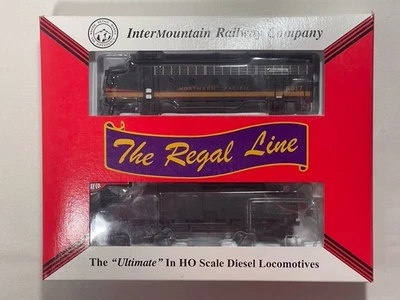 InterMountain Railway Company
NORTHERN PACIFIC
The Regal Line
The "Ultimate" In HO Scale Diesel Locomotives